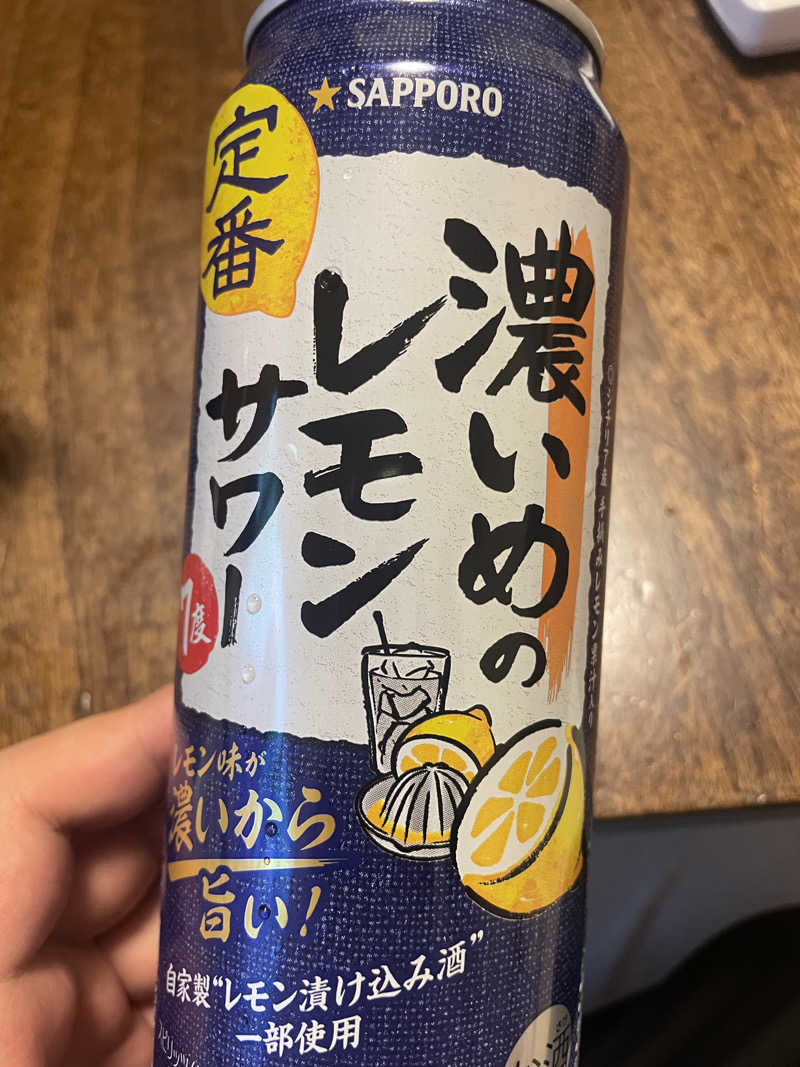 SAPPORO
定番
濃いめの
レモン
サワー
7度
レモン味が
濃いから
旨い!
自家製“レモン漬け込み酒”
一部使用